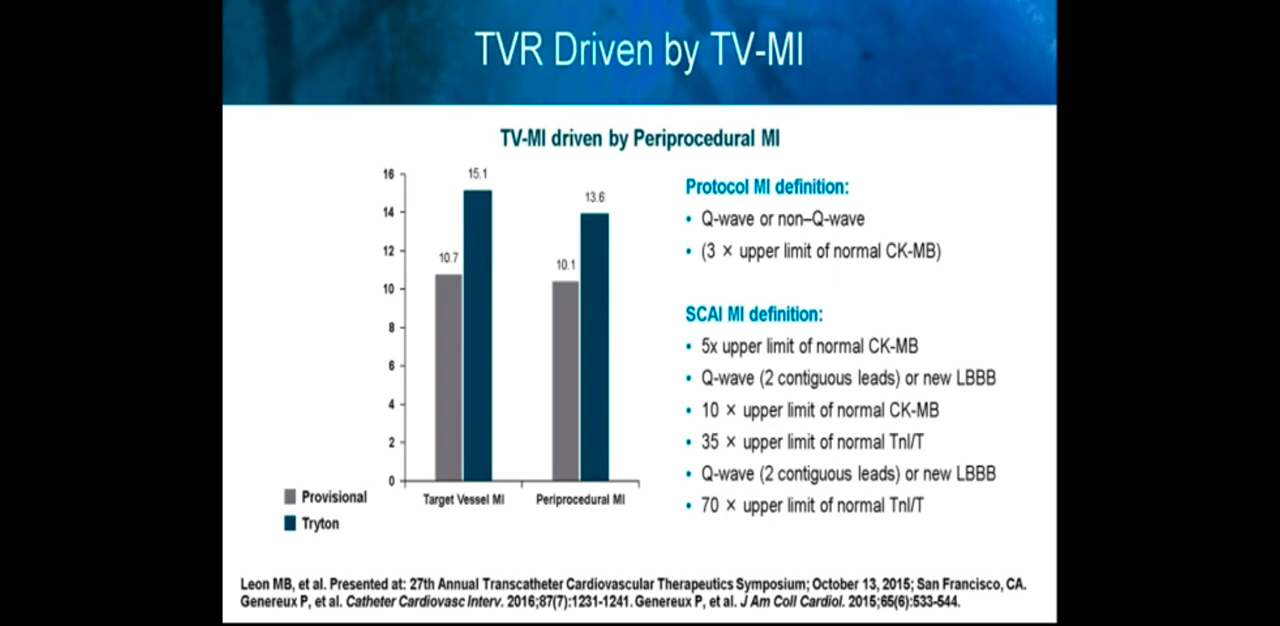 TVR Driven by TV-MI
TV-MI driven by Periprocedural MI
16
14
12
10
8
6
4
2
0
10.7
15.1
10.1
13.6
Target Vessel MI
Periprocedural MI
Provisional
Tryton
Protocol MI definition:
• Q-wave or non–Q-wave
• (3 × upper limit of normal CK-MB)
SCAI MI definition:
• 5x upper limit of normal CK-MB
• Q-wave (2 contiguous leads) or new LBBB
• 10 × upper limit of normal CK-MB
• 35 × upper limit of normal TnI/T
• Q-wave (2 contiguous leads) or new LBBB
• 70 × upper limit of normal TnI/T
Leon MB, et al. Presented at: 27th Annual Transcatheter Cardiovascular Therapeutics Symposium; October 13, 2015; San Francisco, CA.
Genereux P, et al. Catheter Cardiovasc Interv. 2016;87(7):1231-1241. Genereux P, et al. J Am Coll Cardiol. 2015;65(6):533-544.